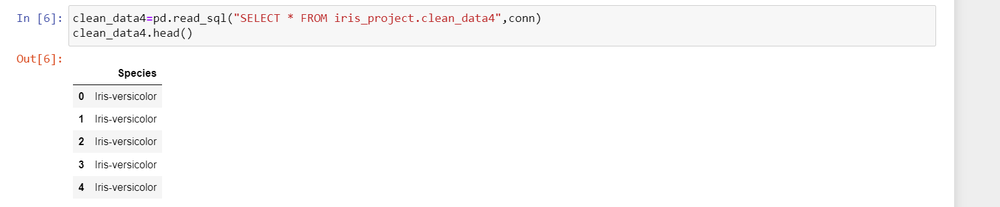 In [6]: clean_data4=pd.read_sql("SELECT * FROM iris_project.clean_data4",conn)
clean_data4.head()
Out[6]:
Species
0 Iris-versicolor
1 Iris-versicolor
2 Iris-versicolor
3 Iris-versicolor
4 Iris-versicolor